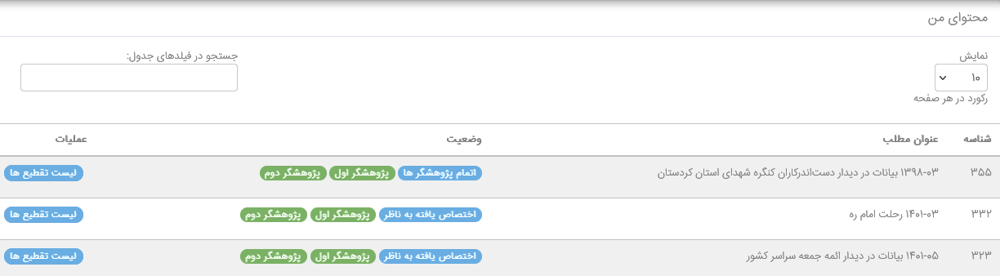 محتوای من
نمایش
۱۰
رکورد در هر صفحه
جستجو در فیلدهای جدول:
شناسه عنوان مطلب وضعیت عملیات
۳۵۵ ۱۳۹۸-۰۳ بیانات در دیدار دست‌اندرکاران کنگره شهدای استان کردستان اتمام پژوهشگر ها پژوهشگر اول پژوهشگر دوم لیست تقطیع ها
۳۳۲ ۱۴۰۱-۰۳ رحلت امام ره اختصاص یافته به ناظر پژوهشگر اول پژوهشگر دوم لیست تقطیع ها
۳۲۳ ۱۴۰۱-۰۵ بیانات در دیدار ائمه جمعه سراسر کشور اختصاص یافته به ناظر پژوهشگر اول پژوهشگر دوم لیست تقطیع ها